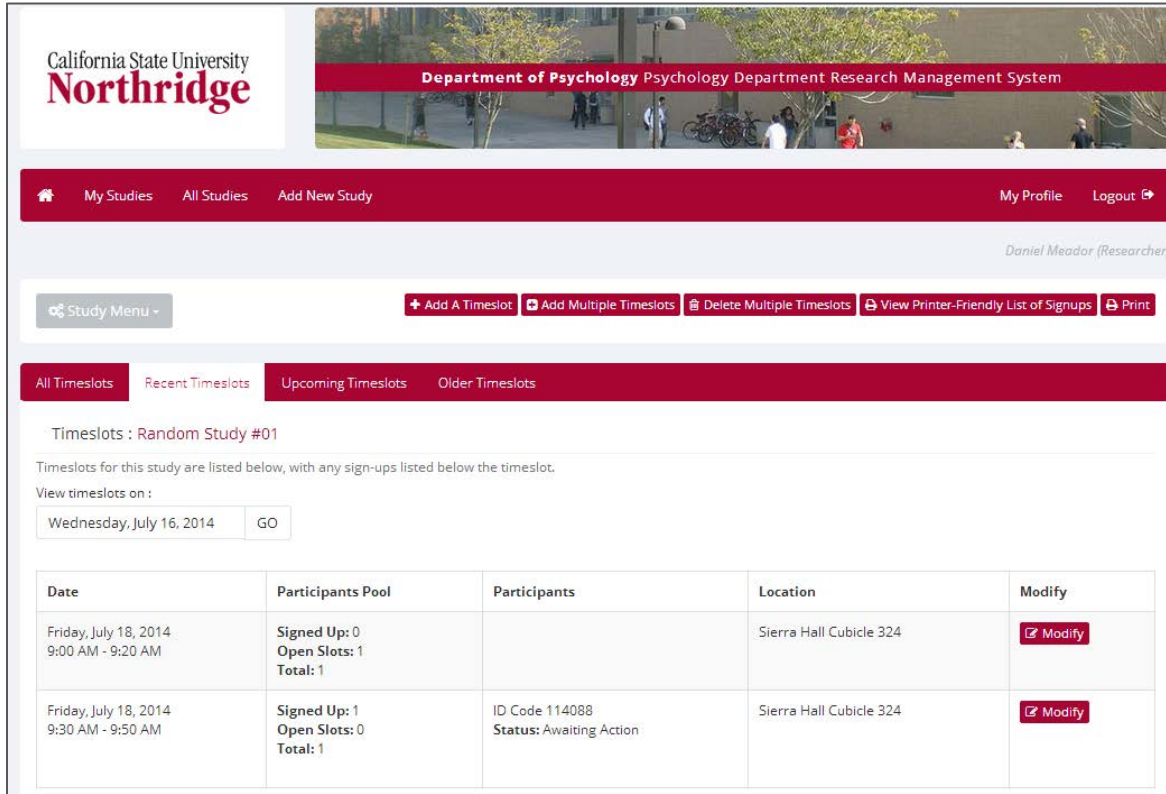 California State University
Northridge
Department of Psychology Psychology Department Research Management System
My Studies All Studies Add New Study My Profile Logout
Daniel Meador (Researcher
Study Menu
Add A Timeslot Add Multiple Timeslots Delete Multiple Timeslots View Printer-Friendly List of Signups Print
All Timeslots Recent Timeslots Upcoming Timeslots Older Timeslots
Timeslots : Random Study #01
Timeslots for this study are listed below, with any sign-ups listed below the timeslot.
View timeslots on :
Wednesday, July 16, 2014 GO
Date Participants Pool Participants Location Modify
Friday, July 18, 2014 Signed Up: 0 Sierra Hall Cubicle 324 Modify
9:00 AM - 9:20 AM Open Slots: 1
Total: 1
Friday, July 18, 2014 Signed Up: 1 ID Code 114088 Sierra Hall Cubicle 324 Modify
9:30 AM - 9:50 AM Open Slots: 0 Status: Awaiting Action
Total: 1